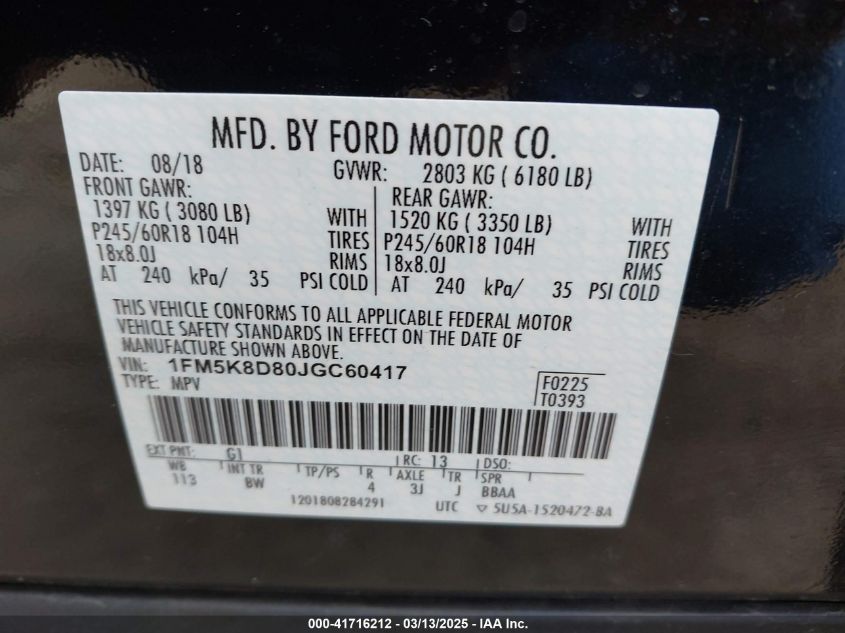 MFD. BY FORD MOTOR CO.
DATE: 08/18 GVWR: 2803 KG ( 6180 LB)
FRONT GAWR: REAR GAWR:
1397 KG ( 3080 LB) WITH 1520 KG ( 3350 LB) WITH
P245/60R18 104H TIRES P245/60R18 104H TIRES
18x8.0J RIMS 18x8.0J RIMS
AT 240 kPa/ 35 PSI COLD AT 240 kPa/ 35 PSI COLD
THIS VEHICLE CONFORMS TO ALL APPLICABLE FEDERAL MOTOR
VEHICLE SAFETY STANDARDS IN EFFECT ON THE DATE OF
MANUFACTURE SHOWN ABOVE.
VIN: 1FM5K8D80JGC60417
TYPE: MPV F0225
T0393
EXT PNT: G1 RC: 13 DSO:
WB INT TR TP/PS R AXLE TR SPR
113 BW 4 3J J BBAA
1201808284291 UTC ▽ 5U5A-1520472-BA
000-41716212 - 03/13/2025 - IAA Inc.